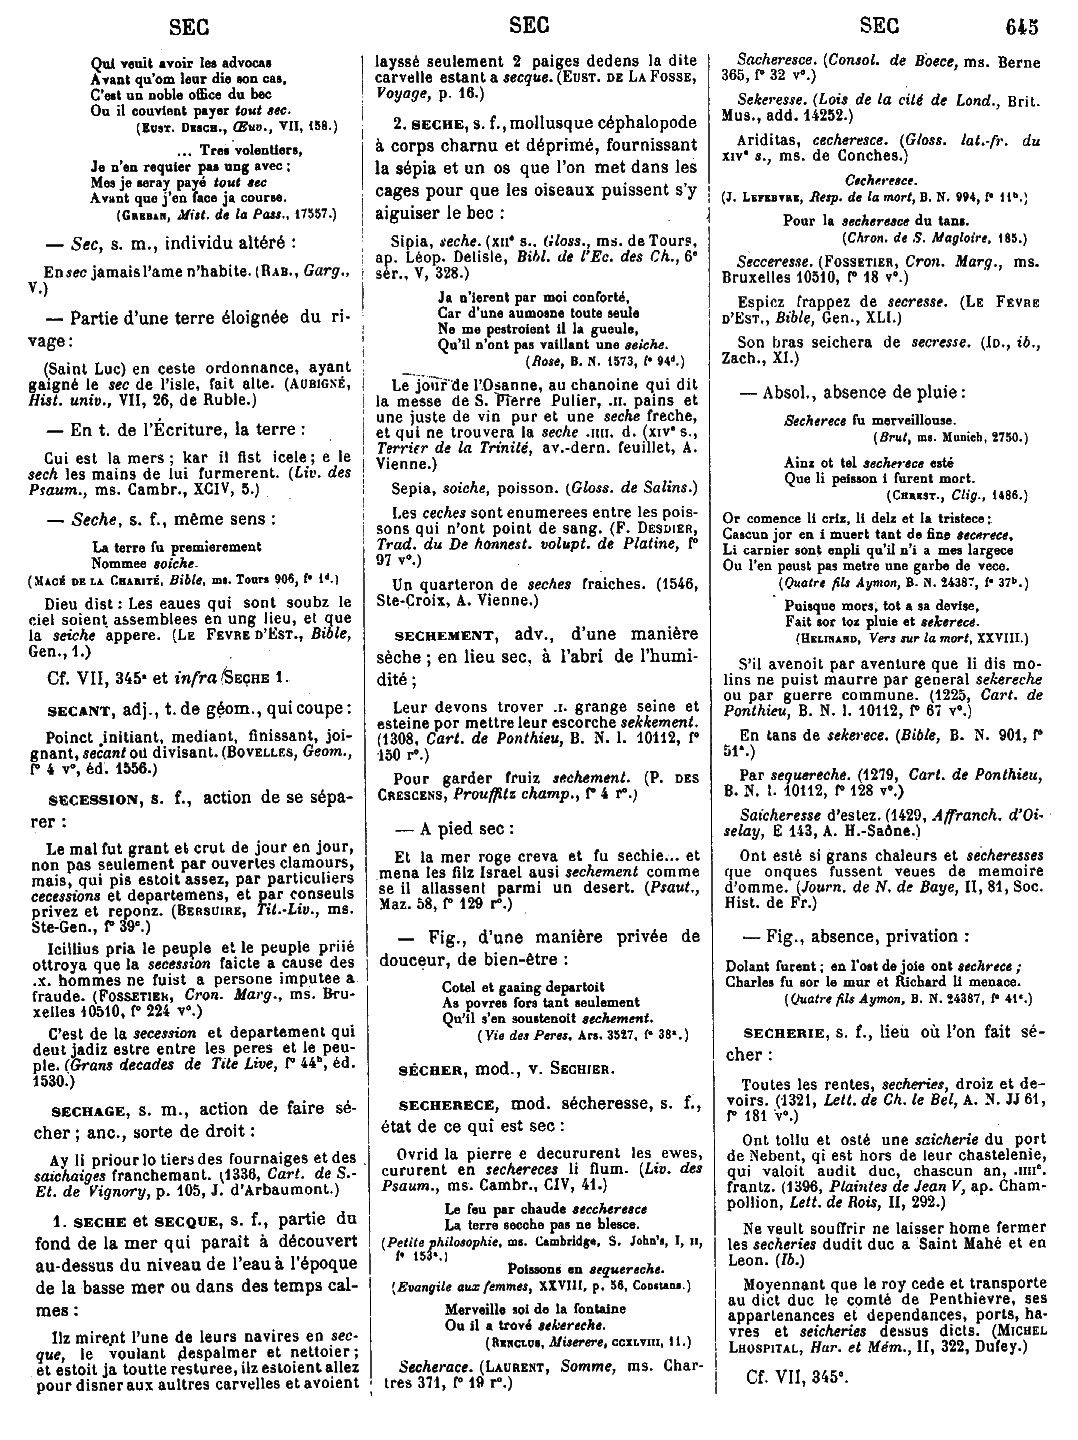 SEC
SEC
SEC
645
Qui veuit avoir les advocas
Avant qu'om leur die son cas,
C'est un noble office du bec
Ou il couvient payer tout sec.
(Eust. Desch., Œuv., VII, 158.)
... Tres volentiers,
Je n'en requier pas ung avec ;
Mes je seray payé tout sec
Avant que j'en face ja course.
(Greban, Mist. de la Pass., 17557.)
— Sec, s. m., individu altéré :
En sec jamais l'ame n'habite. (Rab., Garg.,
V.)
— Partie d'une terre éloignée du ri-
vage :
(Saint Luc) en ceste ordonnance, ayant
gaigné le sec de l'isle, fait alte. (Aubigné,
Hist. univ., VII, 26, de Ruble.)
— En t. de l'Écriture, la terre :
Cui est la mers ; kar il fist icele ; e le
sech les mains de lui furmerent. (Liv. des
Psaum., ms. Cambr., XCIV, 5.)
— Seche, s. f., même sens :
La terre fu premierement
Nommee soiche.
(Macé de la Charité, Bible, ms. Tours 906, f° 1d.)
Dieu dist : Les eaues qui sont soubz le
ciel soient assemblees en ung lieu, et que
la seiche appere. (Le Fevre d'Est., Bible,
Gen., 1.)
Cf. VII, 345a et infra Seche 1.
secant, adj., t. de géom., qui coupe :
Poinct initiant, mediant, finissant, joi-
gnant, secant ou divisant. (Bovelles, Geom.,
f° 4 v°, éd. 1556.)
secession, s. f., action de se sépa-
rer :
Le mal fut grant et crut de jour en jour,
non pas seulement par ouvertes clamours,
mais, qui pis estoit assez, par particuliers
cecessions et departemens, et par conseuls
privez et reponz. (Bersuire, Tit.-Liv., ms.
Ste-Gen., f° 39c.)
Icillius pria le peuple et le peuple priié
ottroya que la secession faicte a cause des
.x. hommes ne fuist a persone imputee a
fraude. (Fossetier, Cron. Marg., ms. Bru-
xelles 10510, f° 224 v°.)
C'est de la secession et departement qui
deut jadiz estre entre les peres et le peu-
ple. (Grans decades de Tite Live, f° 44b, éd.
1530.)
sechage, s. m., action de faire sé-
cher ; anc., sorte de droit :
Ay li priour lo tiers des fournaiges et des
saichaiges franchemant. (1336, Cart. de S.-
Et. de Vignory, p. 105, J. d'Arbaumont.)
1. seche et secque, s. f., partie du
fond de la mer qui parait à découvert
au-dessus du niveau de l'eau à l'époque
de la basse mer ou dans des temps cal-
mes :
Ilz mirent l'une de leurs navires en sec-
que, le voulant despalmer et nettoier ;
et estoit ja toutte resturee, ilz estoient allez
pour disner aux aultres carvelles et avoient
layssé seulement 2 paiges dedens la dite
carvelle estant a secque. (Eust. de La Fosse,
Voyage, p. 16.)
2. seche, s. f., mollusque céphalopode
à corps charnu et déprimé, fournissant
la sépia et un os que l'on met dans les
cages pour que les oiseaux puissent s'y
aiguiser le bec :
Sipia, seche. (xiie s., Gloss., ms. de Tours,
ap. Léop. Delisle, Bibl. de l'Ec. des Ch., 6e
sér., V, 328.)
Ja n'ierent par moi conforté,
Car d'une aumosne toute seule
Ne me pestroient il la gueule,
Qu'il n'ont pas vaillant une seiche.
(Rose, B. N. 1573, f° 94d.)
Le jour de l'Osanne, au chanoine qui dit
la messe de S. Pierre Pulier, .ii. pains et
une juste de vin pur et une seche freche,
et qui ne trouvera la seche .iiii. d. (xive s.,
Terrier de la Trinité, av.-dern. feuillet, A.
Vienne.)
Sepia, soiche, poisson. (Gloss. de Salins.)
Les ceches sont enumerees entre les pois-
sons qui n'ont point de sang. (F. Desdier,
Trad. du De honnest. volupt. de Platine, f°
97 v°.)
Un quarteron de seches fraiches. (1546,
Ste-Croix, A. Vienne.)
sechement, adv., d'une manière
sèche ; en lieu sec, à l'abri de l'humi-
dité ;
Leur devons trover .i. grange seine et
esteine por mettre leur escorche sekkement.
(1308, Cart. de Ponthieu, B. N. l. 10112, f°
150 r°.)
Pour garder fruiz sechement. (P. des
Crescens, Prouffitz champ., f° 4 r°.)
— A pied sec :
Et la mer roge creva et fu sechie... et
mena les filz Israel ausi sechement comme
se il allassent parmi un desert. (Psaut.,
Maz. 58, f° 129 r°.)
— Fig., d'une manière privée de
douceur, de bien-être :
Cotel et gaaing departoit
As povres fors tant seulement
Qu'il s'en soustenoit sechement.
(Vie des Peres, Ars. 3527, f° 38a.)
sécher, mod., v. Sechier.
secherece, mod. sécheresse, s. f.,
état de ce qui est sec :
Ovrid la pierre e decururent les ewes,
cururent en sechereces li flum. (Liv. des
Psaum., ms. Cambr., CIV, 41.)
Le feu par chaude seccheresce
La terre secche pas ne blesce.
(Petite philosophie, ms. Cambridge, S. John's, I, ii,
f° 153a.)
Poissons en sequereche.
(Evangile aux femmes, XXVIII, p. 56, Constans.)
Merveille soi de la fontaine
Ou il a trové sekereche.
(Renclus, Miserere, ccxlviii, 11.)
Secherace. (Laurent, Somme, ms. Char-
tres 371, f° 19 r°.)
Sacheresce. (Consol. de Boece, ms. Berne
365, f° 32 v°.)
Sekeresse. (Lois de la cité de Lond., Brit.
Mus., add. 14252.)
Ariditas, cecheresce. (Gloss. lat.-fr. du
xive s., ms. de Conches.)
Cecheresce.
(J. Lefebvre, Resp. de la mort, B. N. 994, f° 11b.)
Pour la secheresce du tans.
(Chron. de S. Magloire, 185.)
Secceresse. (Fossetier, Cron. Marg., ms.
Bruxelles 10510, f° 18 v°.)
Espicz frappez de secresse. (Le Fevre
d'Est., Bible, Gen., XLI.)
Son bras seichera de secresse. (Id., ib.,
Zach., XI.)
— Absol., absence de pluie :
Secherece fu merveillouse.
(Brut, ms. Munich, 2750.)
Ainz ot tel secherece esté
Que li peisson i furent mort.
(Chrest., Clig., 1486.)
Or comence li criz, li delz et la tristece ;
Cascun jor en i muert tant de fine secerece,
Li carnier sont enpli qu'il n'i a mes largece
Ou l'en peust pas metre une garbe de vece.
(Quatre fils Aymon, B. N. 24387, f° 37b.)
Puisque mors, tot a sa devise,
Fait sor toz pluie et sekerece.
(Helinand, Vers sur la mort, XXVIII.)
S'il avenoit par aventure que li dis mo-
lins ne puist maurre par general sekereche
ou par guerre commune. (1225, Cart. de
Ponthieu, B. N. l. 10112, f° 67 v°.)
En tans de sekerece. (Bible, B. N. 901, f°
51a.)
Par sequereche. (1279, Cart. de Ponthieu,
B. N. l. 10112, f° 128 v°.)
Saicheresse d'estez. (1429, Affranch. d'Oi-
selay, E 143, A. H.-Saône.)
Ont esté si grans chaleurs et secheresses
que onques fussent veues de memoire
d'omme. (Journ. de N. de Baye, II, 81, Soc.
Hist. de Fr.)
— Fig., absence, privation :
Dolant furent ; en l'ost de joie ont sechrece ;
Charles fu sor le mur et Richard li menace.
(Quatre fils Aymon, B. N. 24387, f° 41c.)
secherie, s. f., lieu où l'on fait sé-
cher :
Toutes les rentes, secheries, droiz et de-
voirs. (1321, Lett. de Ch. le Bel, A. N. JJ 61,
f° 181 v°.)
Ont tollu et osté une saicherie du port
de Nebent, qi est hors de leur chastelenie,
qui valoit audit duc, chascun an, .iiiic.
frantz. (1396, Plaintes de Jean V, ap. Cham-
pollion, Lett. de Rois, II, 292.)
Ne veult souffrir ne laisser home fermer
les secheries dudit duc a Saint Mahé et en
Leon. (Ib.)
Moyennant que le roy cede et transporte
au dict duc le comté de Penthievre, ses
appartenances et dependances, ports, ha-
vres et seicheries dessus dicts. (Michel
Lhospital, Har. et Mém., II, 322, Dufey.)
Cf. VII, 345c.